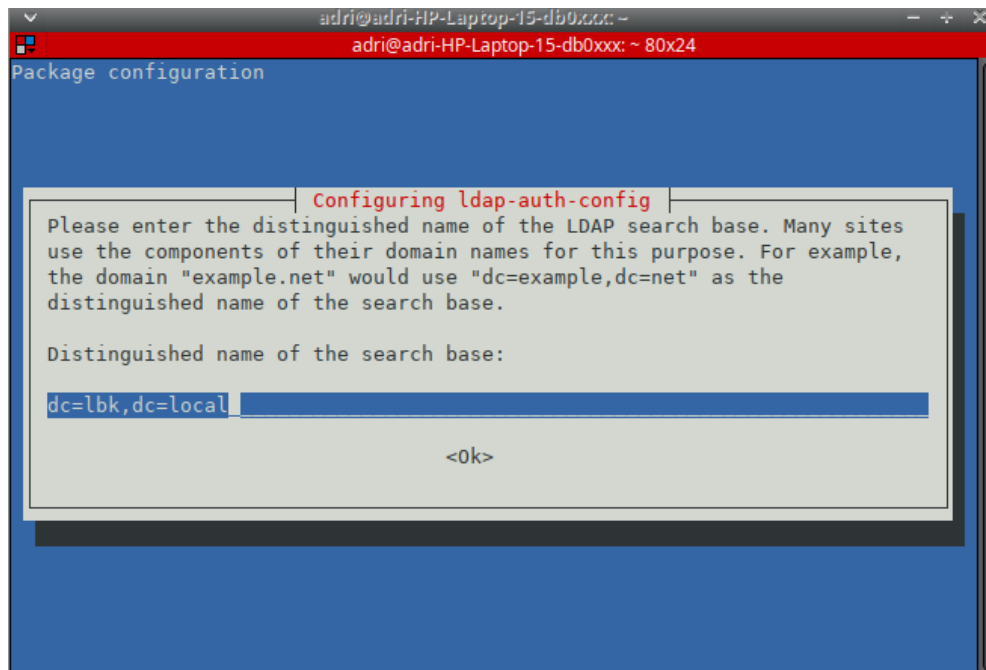 adri@adri-HP-Laptop-15-db0xxx: ~
adri@adri-HP-Laptop-15-db0xxx: ~ 80x24
Package configuration
Configuring ldap-auth-config
Please enter the distinguished name of the LDAP search base. Many sites
use the components of their domain names for this purpose. For example,
the domain "example.net" would use "dc=example,dc=net" as the
distinguished name of the search base.
Distinguished name of the search base:
dc=lbk,dc=local
<Ok>